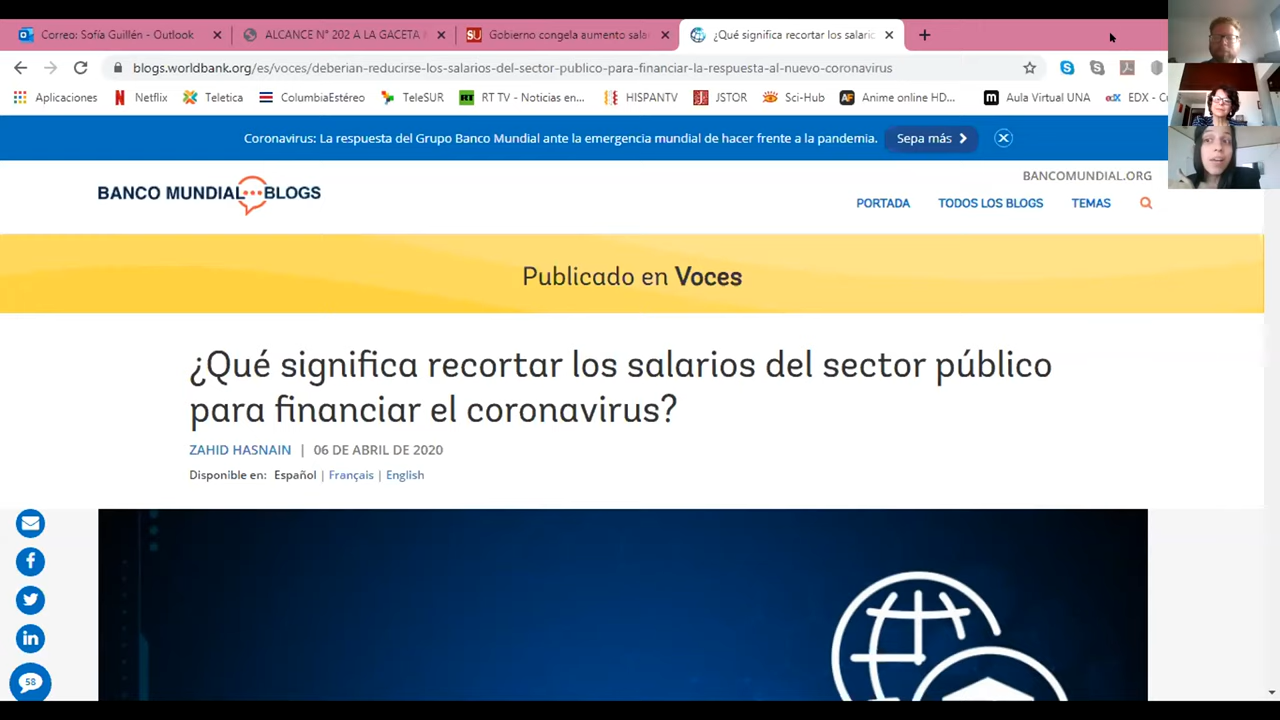 Correo: Sofía Guillén - Outlook
ALCANCE N° 202 A LA GACETA
SU Gobierno congela aumento sala
¿Qué significa recortar los salario
blogs.worldbank.org/es/voces/deberian-reducirse-los-salarios-del-sector-publico-para-financiar-la-respuesta-al-nuevo-coronavirus
Aplicaciones
Netflix
Teletica
ColumbiaEstéreo
TeleSUR
RT RT TV - Noticias en...
HISPANTV
JSTOR
Sci-Hub
AF Anime online HD...
Aula Virtual UNA
edX EDX - C
Coronavirus: La respuesta del Grupo Banco Mundial ante la emergencia mundial de hacer frente a la pandemia. Sepa más
BANCOMUNDIAL.ORG
BANCO MUNDIAL BLOGS
PORTADA TODOS LOS BLOGS TEMAS
Publicado en Voces
¿Qué significa recortar los salarios del sector público
para financiar el coronavirus?
ZAHID HASNAIN | 06 DE ABRIL DE 2020
Disponible en: Español | Français | English
58